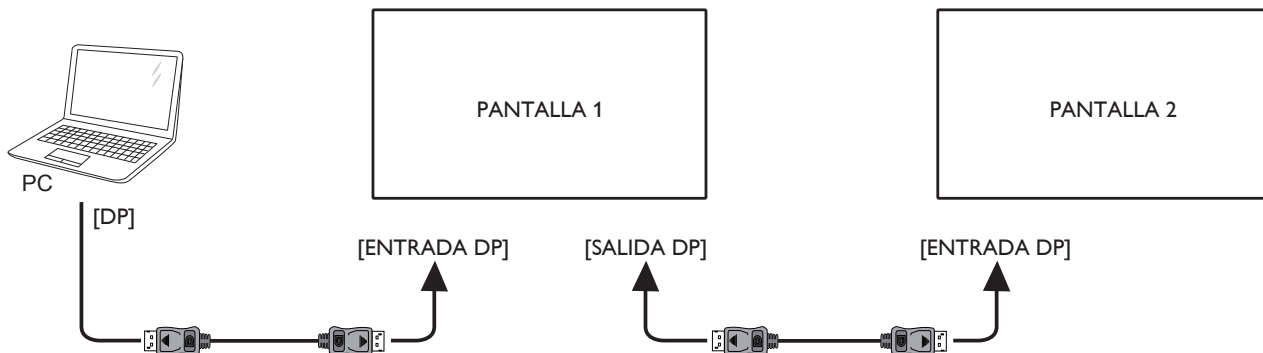 PANTALLA 1
PANTALLA 2
PC
[DP]
[ENTRADA DP]
[SALIDA DP]
[ENTRADA DP]